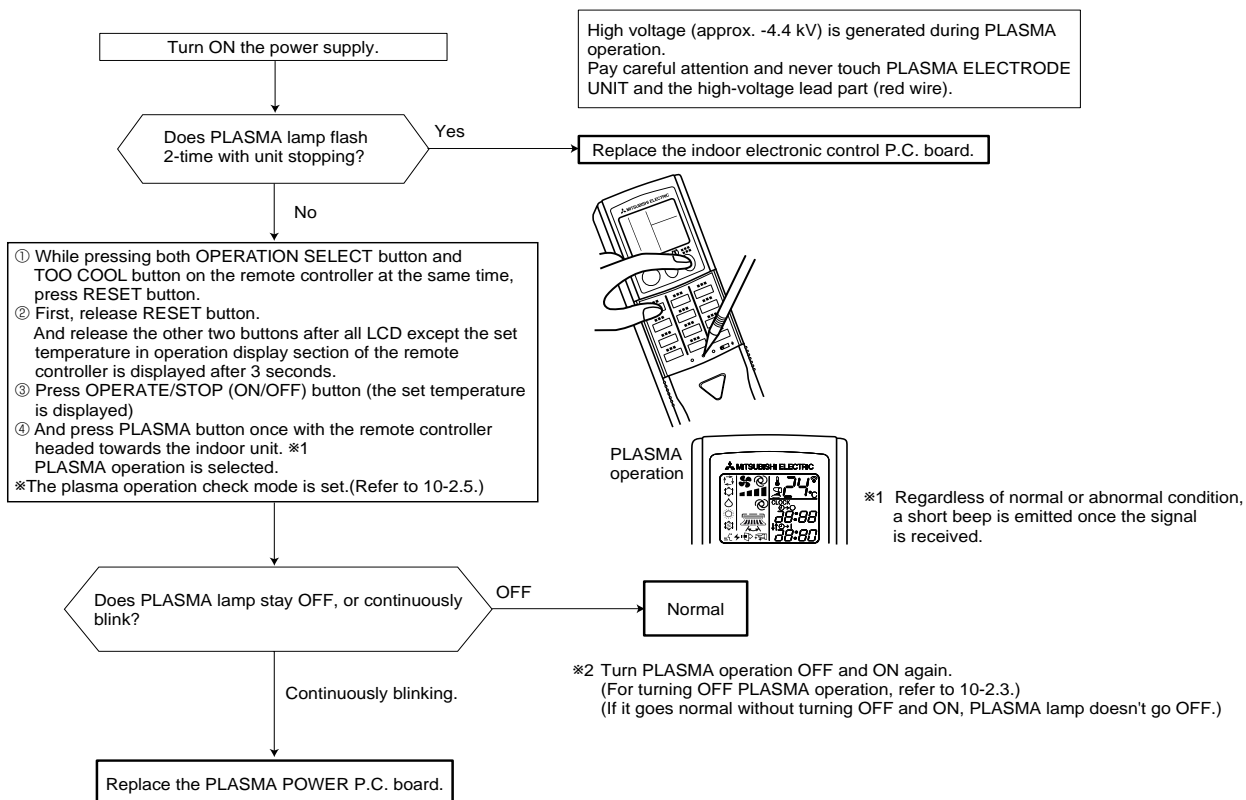 Turn ON the power supply.
High voltage (approx. -4.4 kV) is generated during PLASMA
operation.
Pay careful attention and never touch PLASMA ELECTRODE
UNIT and the high-voltage lead part (red wire).
Does PLASMA lamp flash
2-time with unit stopping?
Yes
Replace the indoor electronic control P.C. board.
No
① While pressing both OPERATION SELECT button and
TOO COOL button on the remote controller at the same time,
press RESET button.
② First, release RESET button.
And release the other two buttons after all LCD except the set
temperature in operation display section of the remote
controller is displayed after 3 seconds.
③ Press OPERATE/STOP (ON/OFF) button (the set temperature
is displayed)
④ And press PLASMA button once with the remote controller
headed towards the indoor unit. ※1
PLASMA operation is selected.
※The plasma operation check mode is set.(Refer to 10-2.5.)
MITSUBISHI ELECTRIC
PLASMA
operation
MITSUBISHI ELECTRIC
24°C
CLOCK
88:88
88:80
※1 Regardless of normal or abnormal condition,
a short beep is emitted once the signal
is received.
Does PLASMA lamp stay OFF, or continuously
blink?
OFF
Normal
※2 Turn PLASMA operation OFF and ON again.
(For turning OFF PLASMA operation, refer to 10-2.3.)
(If it goes normal without turning OFF and ON, PLASMA lamp doesn't go OFF.)
Continuously blinking.
Replace the PLASMA POWER P.C. board.